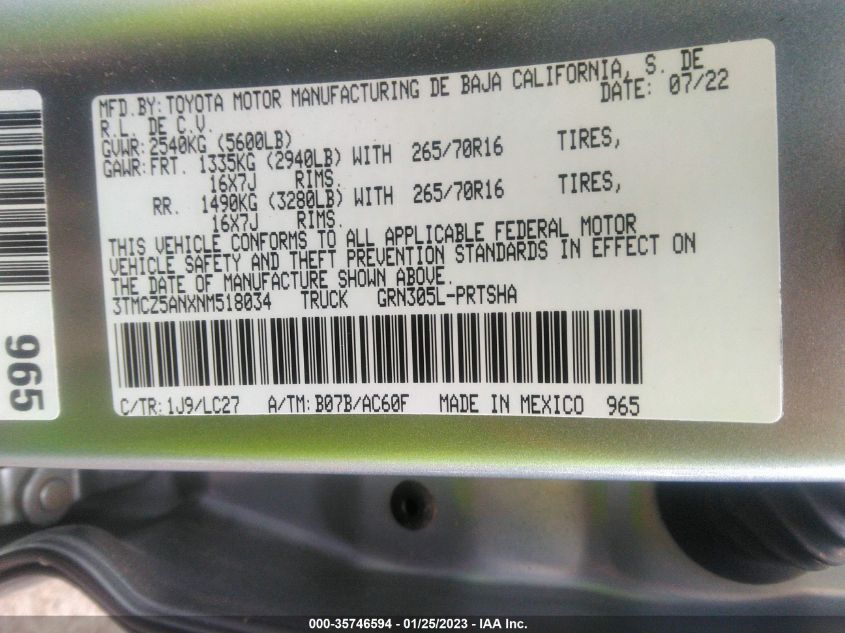 MFD.BY:TOYOTA MOTOR MANUFACTURING DE BAJA CALIFORNIA, S. DE
R.L. DE C.V. DATE: 07/22
GVWR:2540KG (5600LB)
GAWR:FRT. 1335KG (2940LB) WITH 265/70R16 TIRES,
16X7J RIMS.
RR. 1490KG (3280LB) WITH 265/70R16 TIRES,
16X7J RIMS.
THIS VEHICLE CONFORMS TO ALL APPLICABLE FEDERAL MOTOR
VEHICLE SAFETY AND THEFT PREVENTION STANDARDS IN EFFECT ON
THE DATE OF MANUFACTURE SHOWN ABOVE.
3TMCZ5ANXNM518034 TRUCK GRN305L-PRTSHA
C/TR:1J9/LC27 A/TM:B07B/AC60F MADE IN MEXICO 965
965
000-35746594 - 01/25/2023 - IAA Inc.